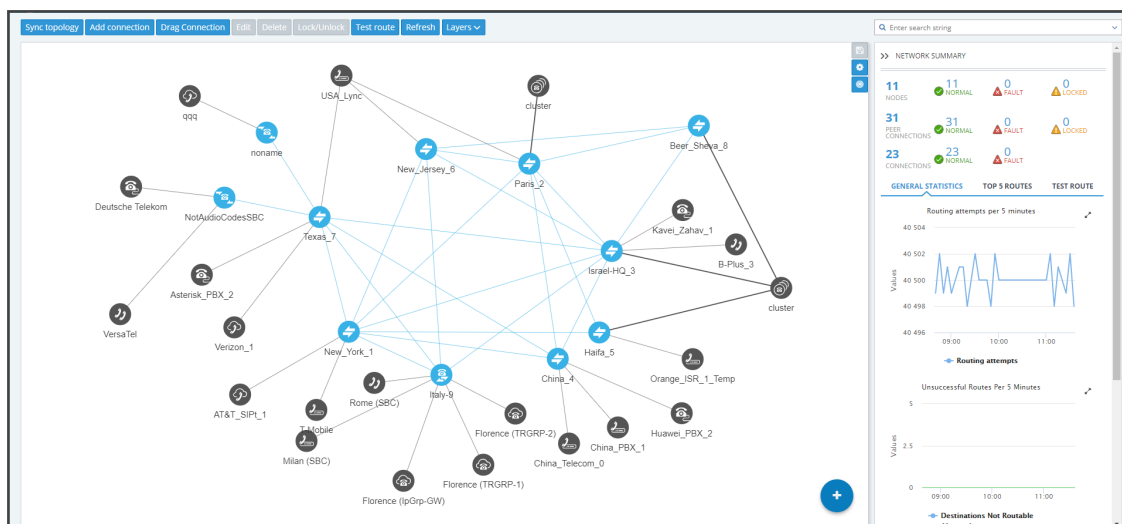 Sync topology Add connection Drag Connection Edit Delete Lock/Unlock Test route Refresh Layers
Enter search string
NETWORK SUMMARY
11 NODES 11 NORMAL 0 FAULT 0 LOCKED
31 PEER CONNECTIONS 31 NORMAL 0 FAULT 0 LOCKED
23 CONNECTIONS 23 NORMAL 0 FAULT
GENERAL STATISTICS TOP 5 ROUTES TEST ROUTE
Routing attempts per 5 minutes
Values
40 504
40 502
40 500
40 498
40 496
09:00 10:00 11:00
Routing attempts
Unsuccessful Routes Per 5 Minutes
Values
5
2.5
0
09:00 10:00 11:00
Destinations Not Routable
USA_Lync
cluster
qqq
noname
Beer_Sheva_8
New_Jersey_6
Paris_2
Deutsche Telekom
NotAudioCodesSBC
Texas_7
Kavei_Zahav_1
B-Plus_3
Israel-HQ_3
Asterisk_PBX_2
cluster
VersaTel
Verizon_1
New_York_1
Haifa_5
China_4
Orange_ISR_1_Temp
Italy-9
Rome (SBC)
AT&T_SIPt_1
T-Mobile
Florence (TRGRP-2)
Huawei_PBX_2
China_PBX_1
Milan (SBC)
China_Telecom_0
Florence (TRGRP-1)
Florence (IpGrp-GW)